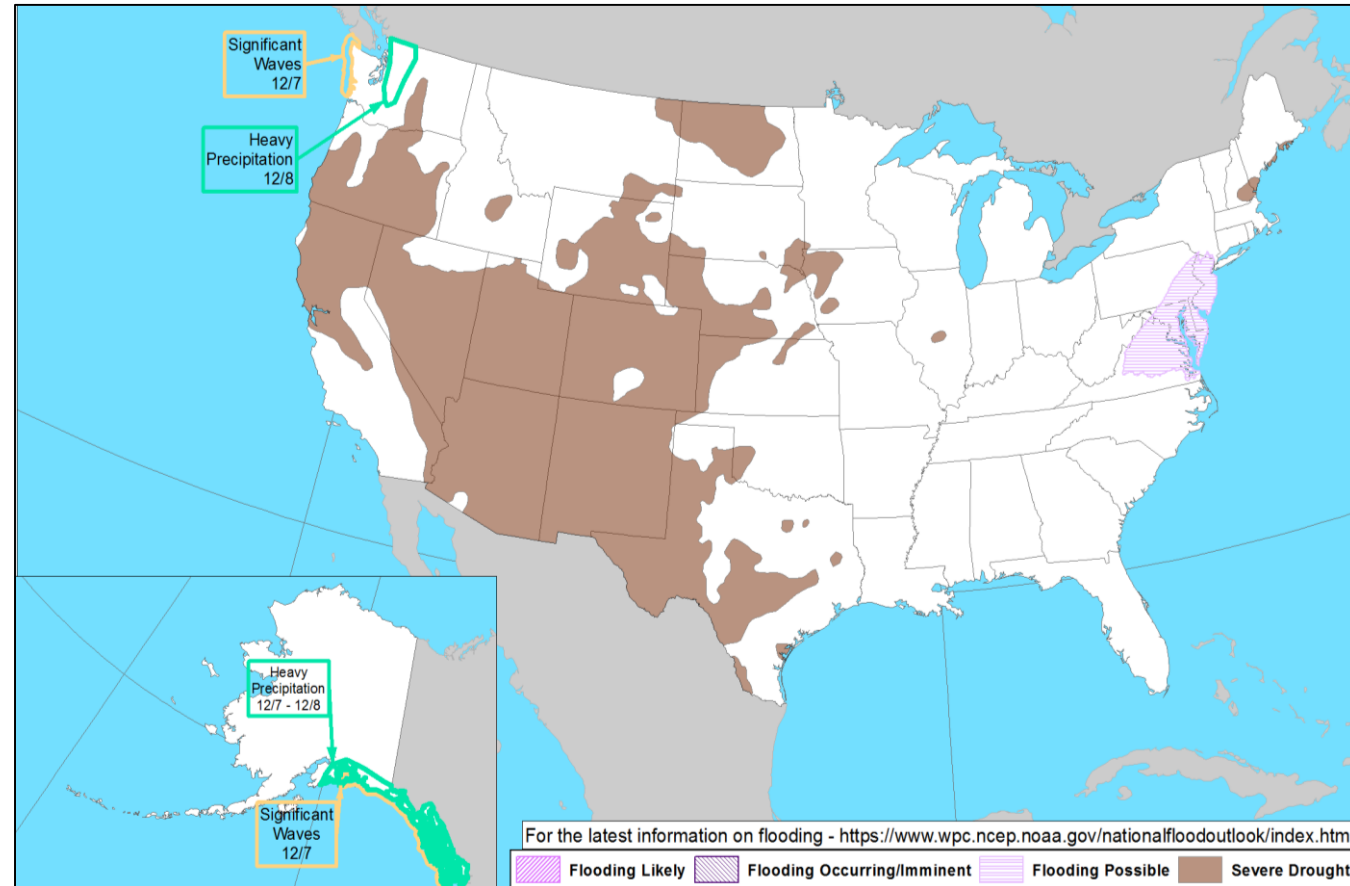 Significant
Waves
12/7
Heavy
Precipitation
12/8
Heavy
Precipitation
12/7 - 12/8
Significant
Waves
12/7
For the latest information on flooding - https://www.wpc.ncep.noaa.gov/nationalfloodoutlook/index.htm
Flooding Likely Flooding Occurring/Imminent Flooding Possible Severe Drought